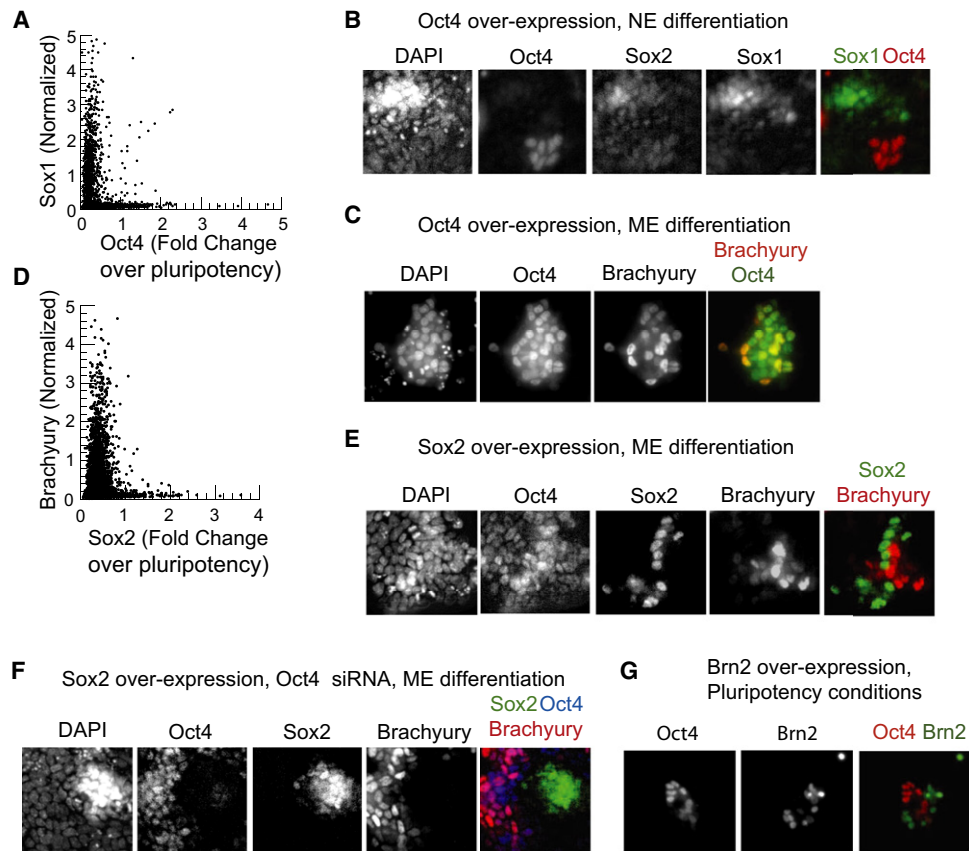 A
Sox1 (Normalized)
5
4
3
2
1
0
0 1 2 3 4 5
Oct4 (Fold Change
over pluripotency)
B
Oct4 over-expression, NE differentiation
DAPI Oct4 Sox2 Sox1 Sox1 Oct4
C
Oct4 over-expression, ME differentiation
Brachyury
DAPI Oct4 Brachyury Oct4
D
Brachyury (Normalized)
5
4
3
2
1
0
0 1 2 3 4
Sox2 (Fold Change
over pluripotency)
E
Sox2 over-expression, ME differentiation
Sox2
DAPI Oct4 Sox2 Brachyury Brachyury
F
Sox2 over-expression, Oct4 siRNA, ME differentiation
Sox2 Oct4
DAPI Oct4 Sox2 Brachyury Brachyury
G
Brn2 over-expression,
Pluripotency conditions
Oct4 Brn2 Oct4 Brn2